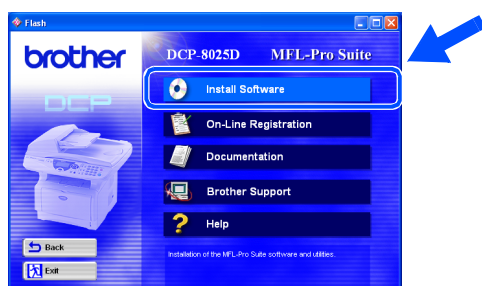 Flash
brother
DCP-8025D MFL-Pro Suite
DCP
Install Software
On-Line Registration
Documentation
Brother Support
? Help
Back
Exit
Installation of the MFL-Pro Suite software and utilities.